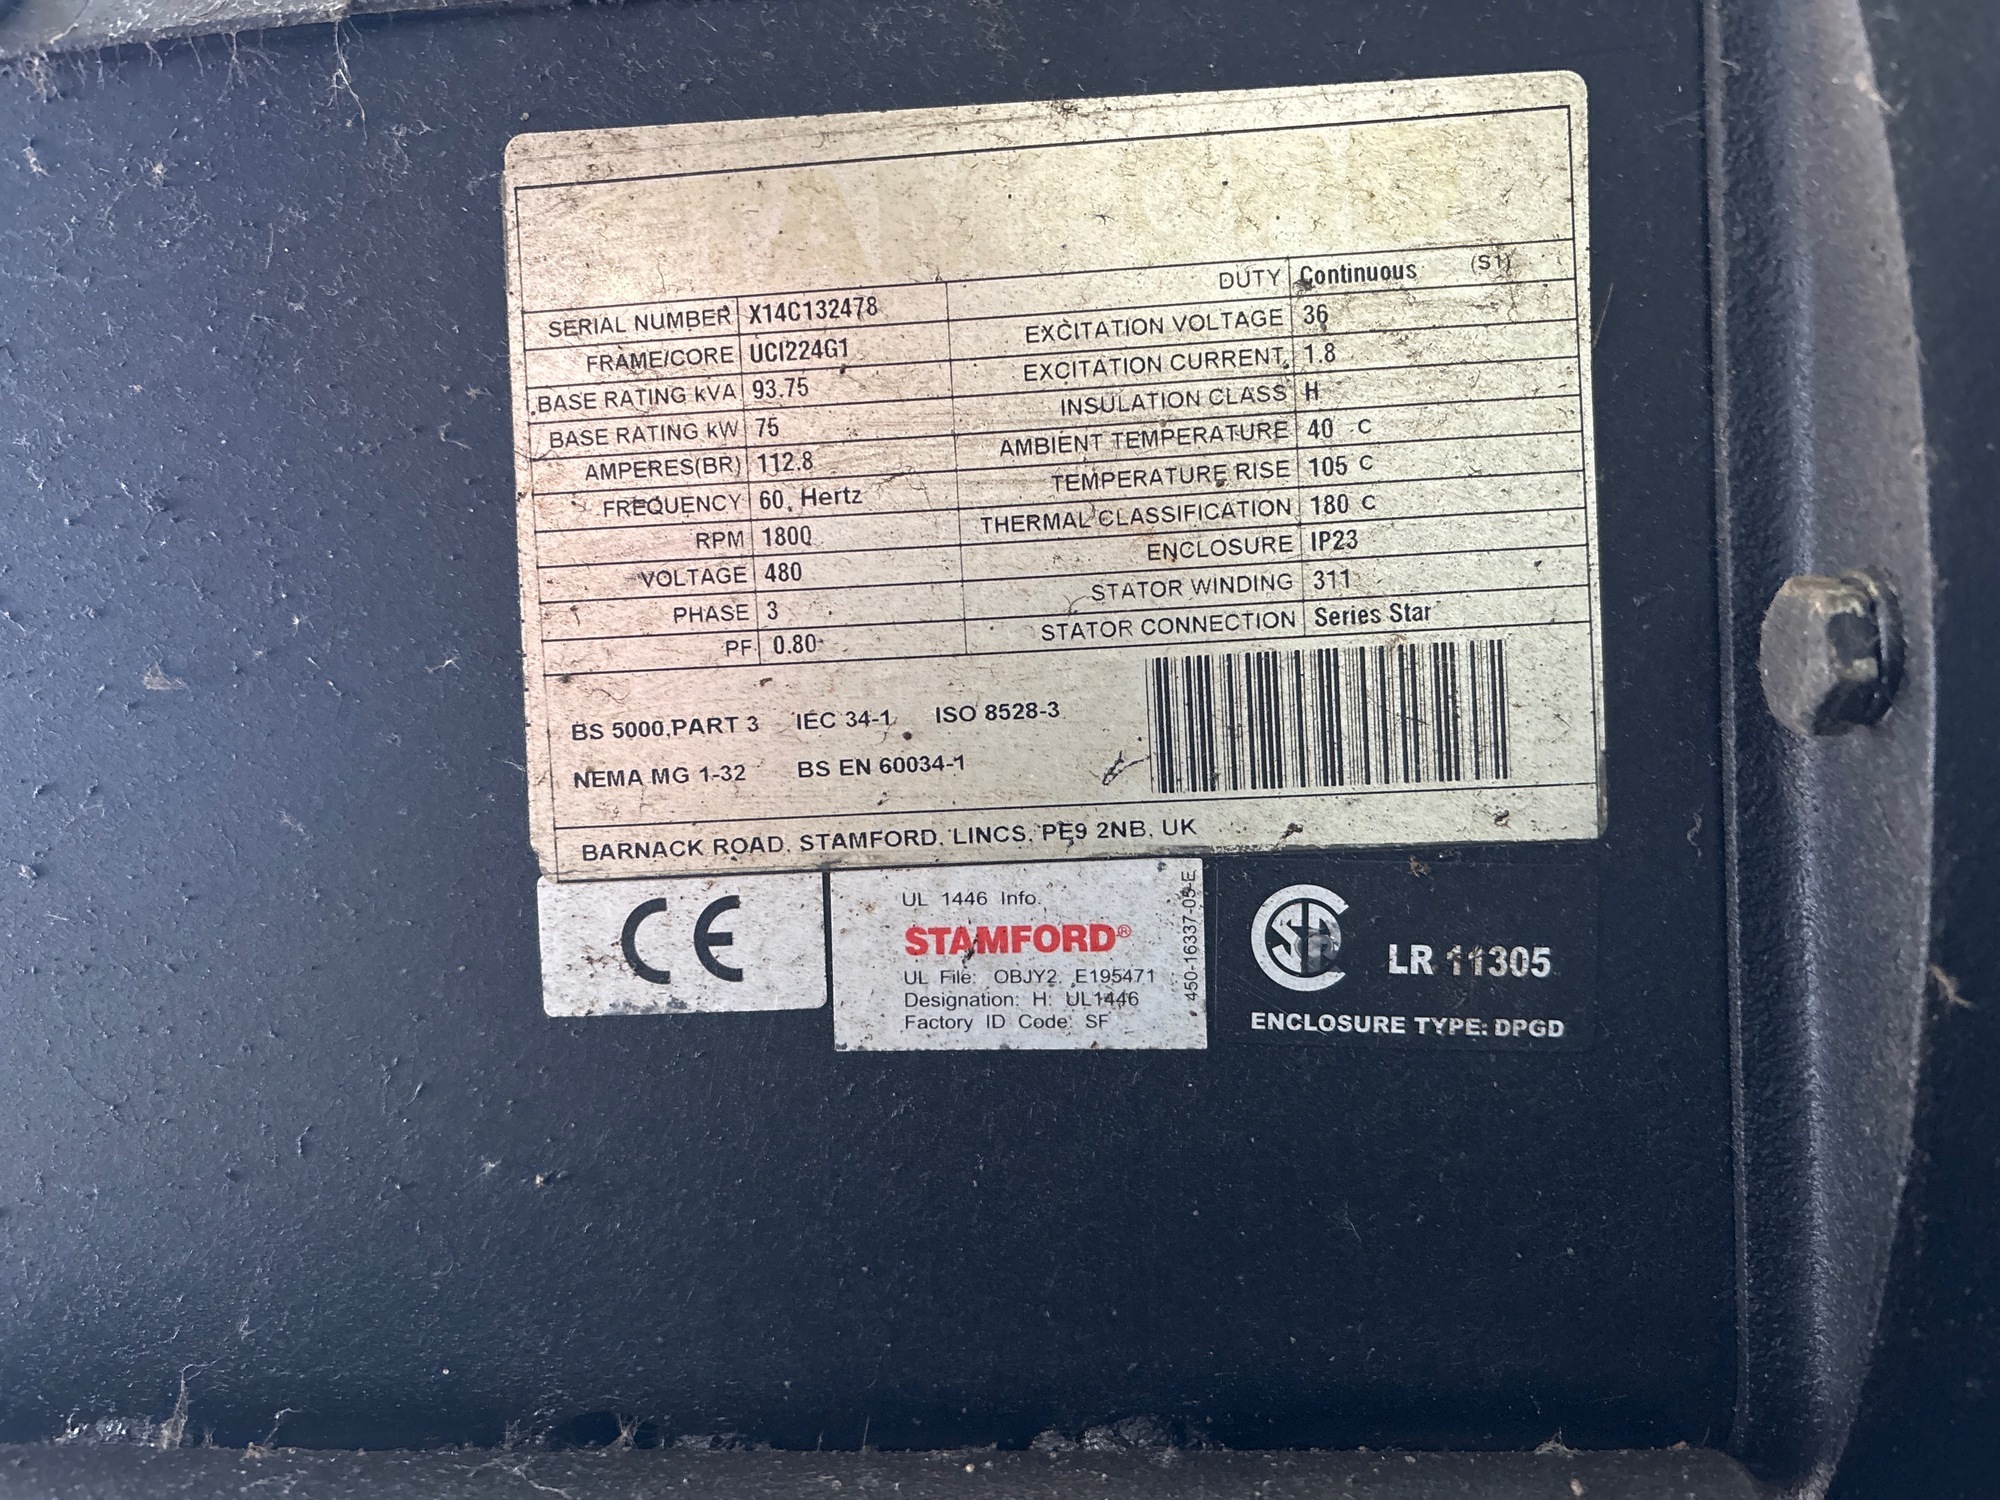 SERIAL NUMBER X14C132478
FRAME/CORE UCI224G1
BASE RATING kVA 93.75
BASE RATING kW 75
AMPERES(BR) 112.8
FREQUENCY 60 Hertz
RPM 1800
VOLTAGE 480
PHASE 3
PF 0.80
DUTY Continuous (S1)
EXCITATION VOLTAGE 36
EXCITATION CURRENT 1.8
INSULATION CLASS H
AMBIENT TEMPERATURE 40 C
TEMPERATURE RISE 105 C
THERMAL CLASSIFICATION 180 C
ENCLOSURE IP23
STATOR WINDING 311
STATOR CONNECTION Series Star
BS 5000 PART 3 IEC 34-1 ISO 8528-3
NEMA MG 1-32 BS EN 60034-1
BARNACK ROAD. STAMFORD. LINCS. PE9 2NB. UK
CE
UL 1446 Info.
STAMFORD®
UL File: OBJY2. E195471
Designation: H: UL1446
Factory ID Code: SF
450-16337-05-E
LR 11305
ENCLOSURE TYPE: DPGD